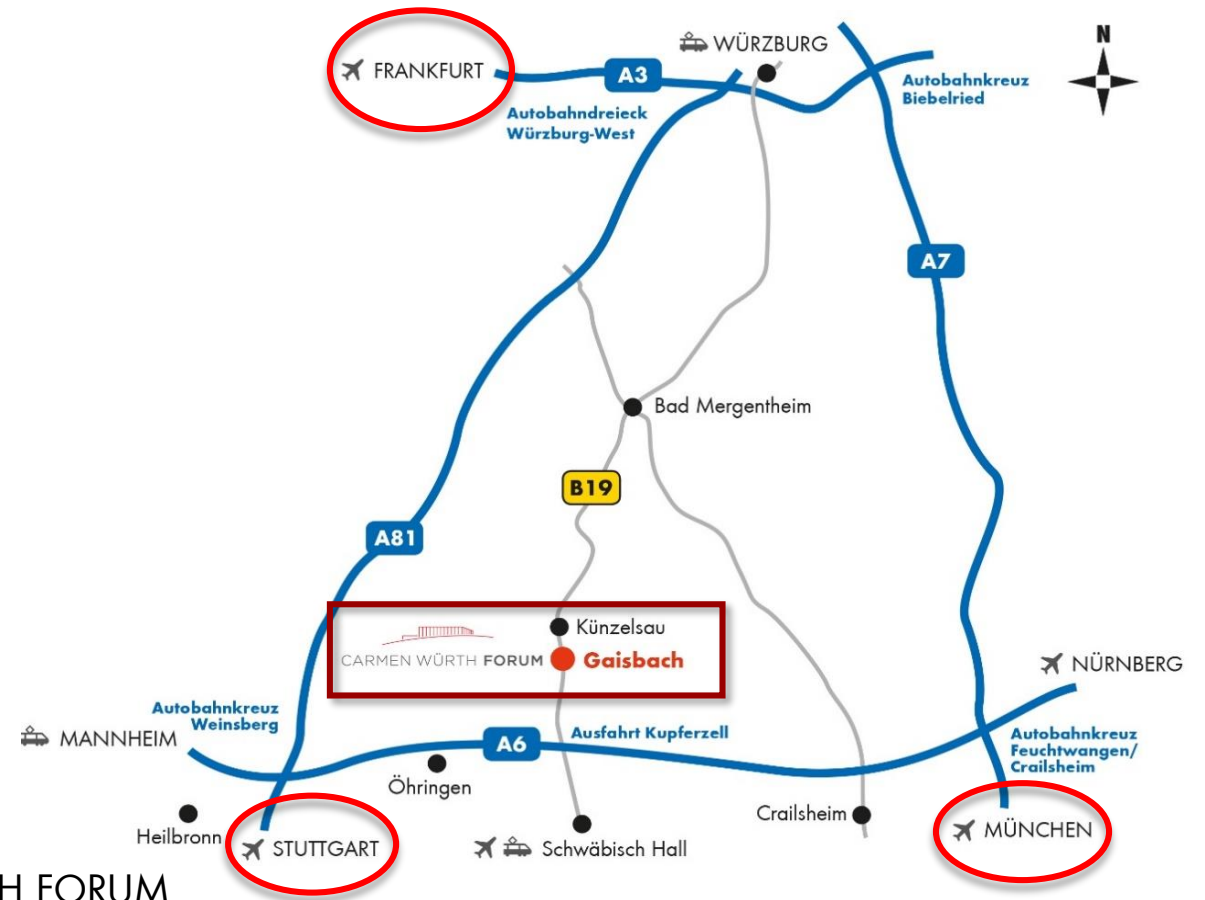 N
FRANKFURT
A3
WÜRZBURG
Autobahnkreuz
Biebelried
Autobahndreieck
Würzburg-West
A7
Bad Mergentheim
B19
A81
Künzelsau
CARMEN WÜRTH FORUM
Gaisbach
NÜRNBERG
Autobahnkreuz
Weinsberg
MANNHEIM
A6
Ausfahrt Kupferzell
Autobahnkreuz
Feuchtwangen/
Crailsheim
Öhringen
Heilbronn
STUTTGART
Schwäbisch Hall
Crailsheim
MÜNCHEN
H FORUM